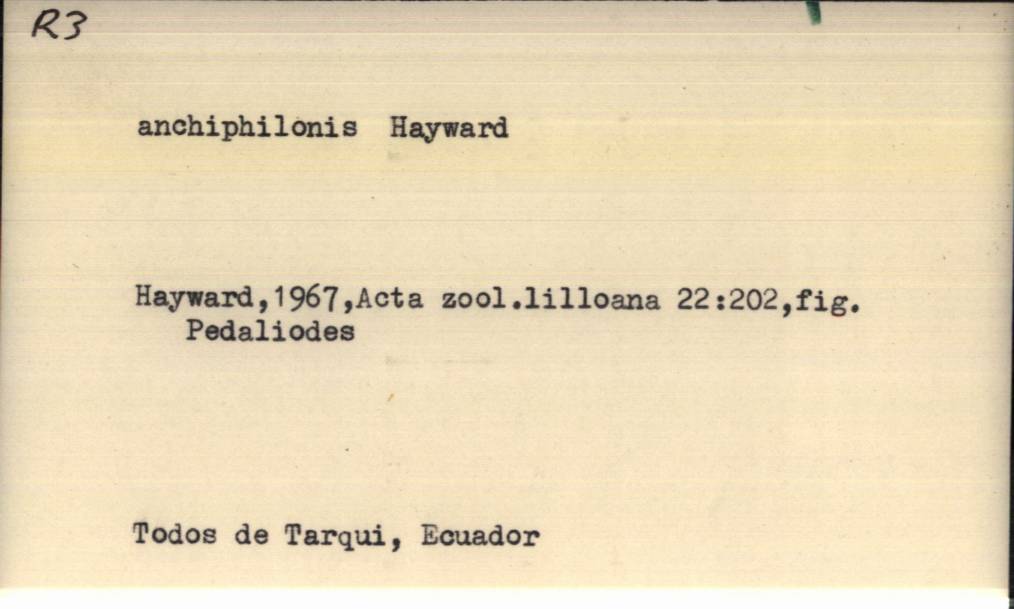 R3
anchiphilonis Hayward
Hayward,1967,Acta zool.lilloana 22:202,fig.
Pedaliodes
Todos de Tarqui, Ecuador